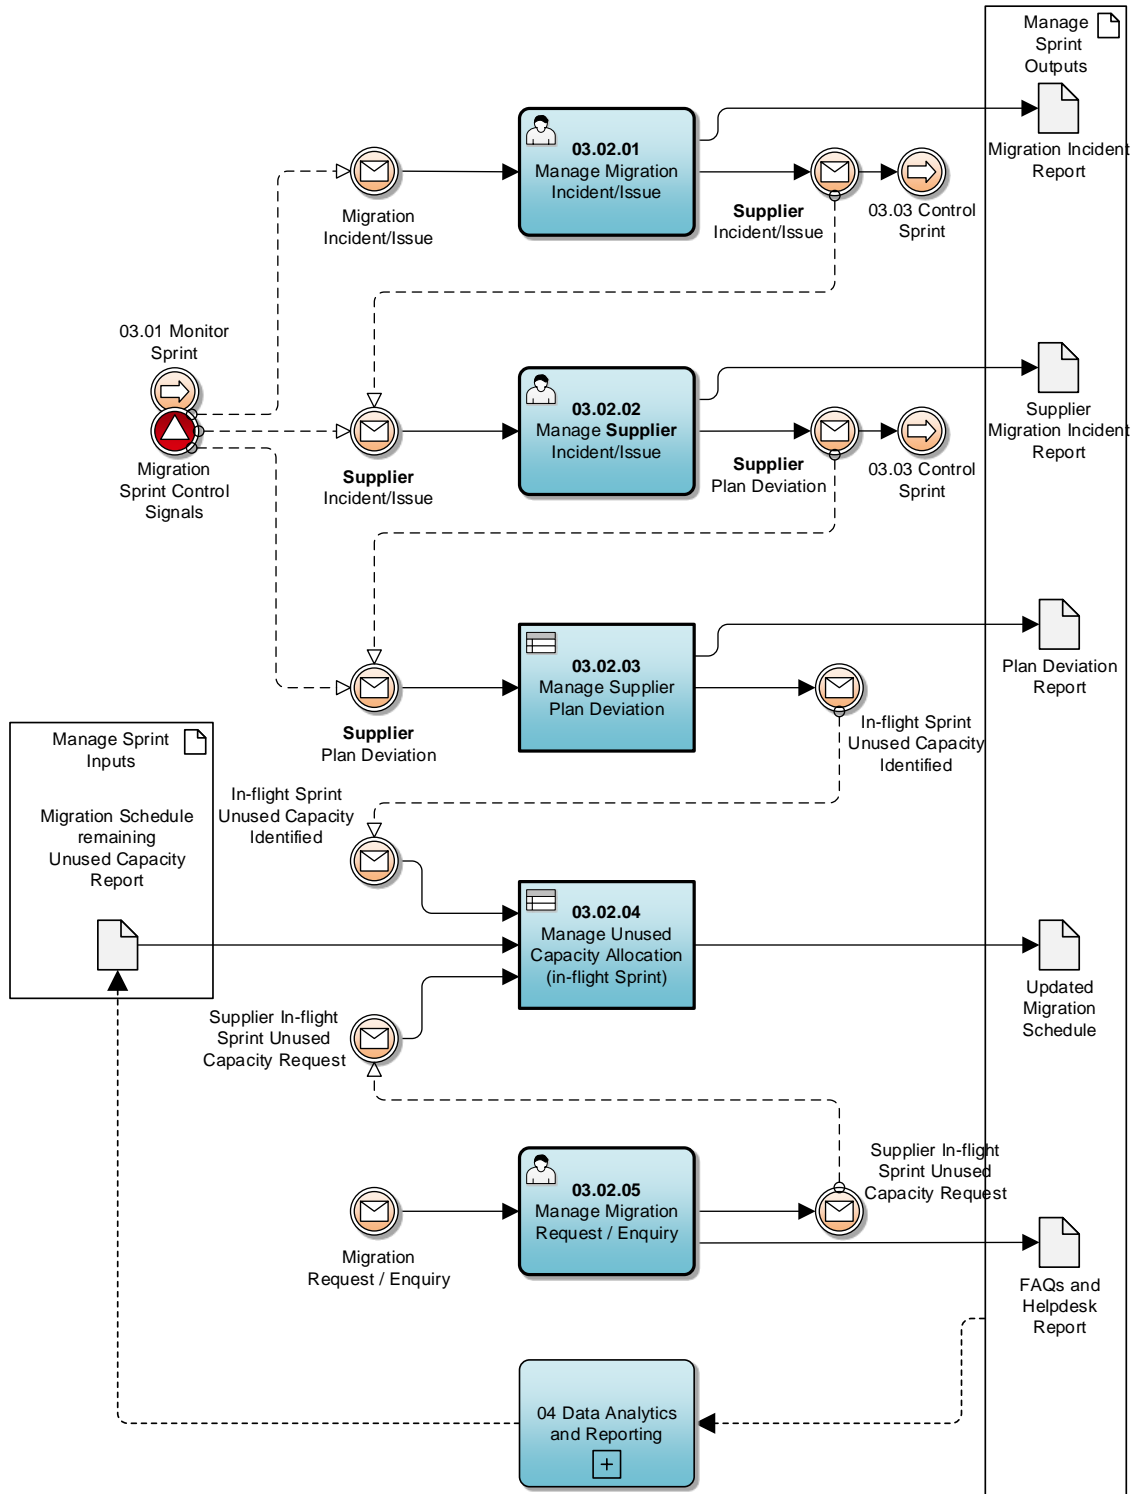 Manage
Sprint
Outputs
03.02.01
Manage Migration
Incident/Issue
Migration Incident
Report
Migration
Incident/Issue
Supplier
Incident/Issue
03.03 Control
Sprint
03.01 Monitor
Sprint
03.02.02
Manage Supplier
Incident/Issue
Supplier
Migration Incident
Report
Migration
Sprint Control
Signals
Supplier
Incident/Issue
Supplier
Plan Deviation
03.03 Control
Sprint
03.02.03
Manage Supplier
Plan Deviation
Plan Deviation
Report
Supplier
Plan Deviation
In-flight Sprint
Unused Capacity
Identified
Manage Sprint
Inputs
In-flight Sprint
Unused Capacity
Identified
Migration Schedule
remaining
Unused Capacity
Report
03.02.04
Manage Unused
Capacity Allocation
(in-flight Sprint)
Updated
Migration
Schedule
Supplier In-flight
Sprint Unused
Capacity Request
Supplier In-flight
Sprint Unused
Capacity Request
03.02.05
Manage Migration
Request / Enquiry
Migration
Request / Enquiry
FAQs and
Helpdesk
Report
04 Data Analytics
and Reporting